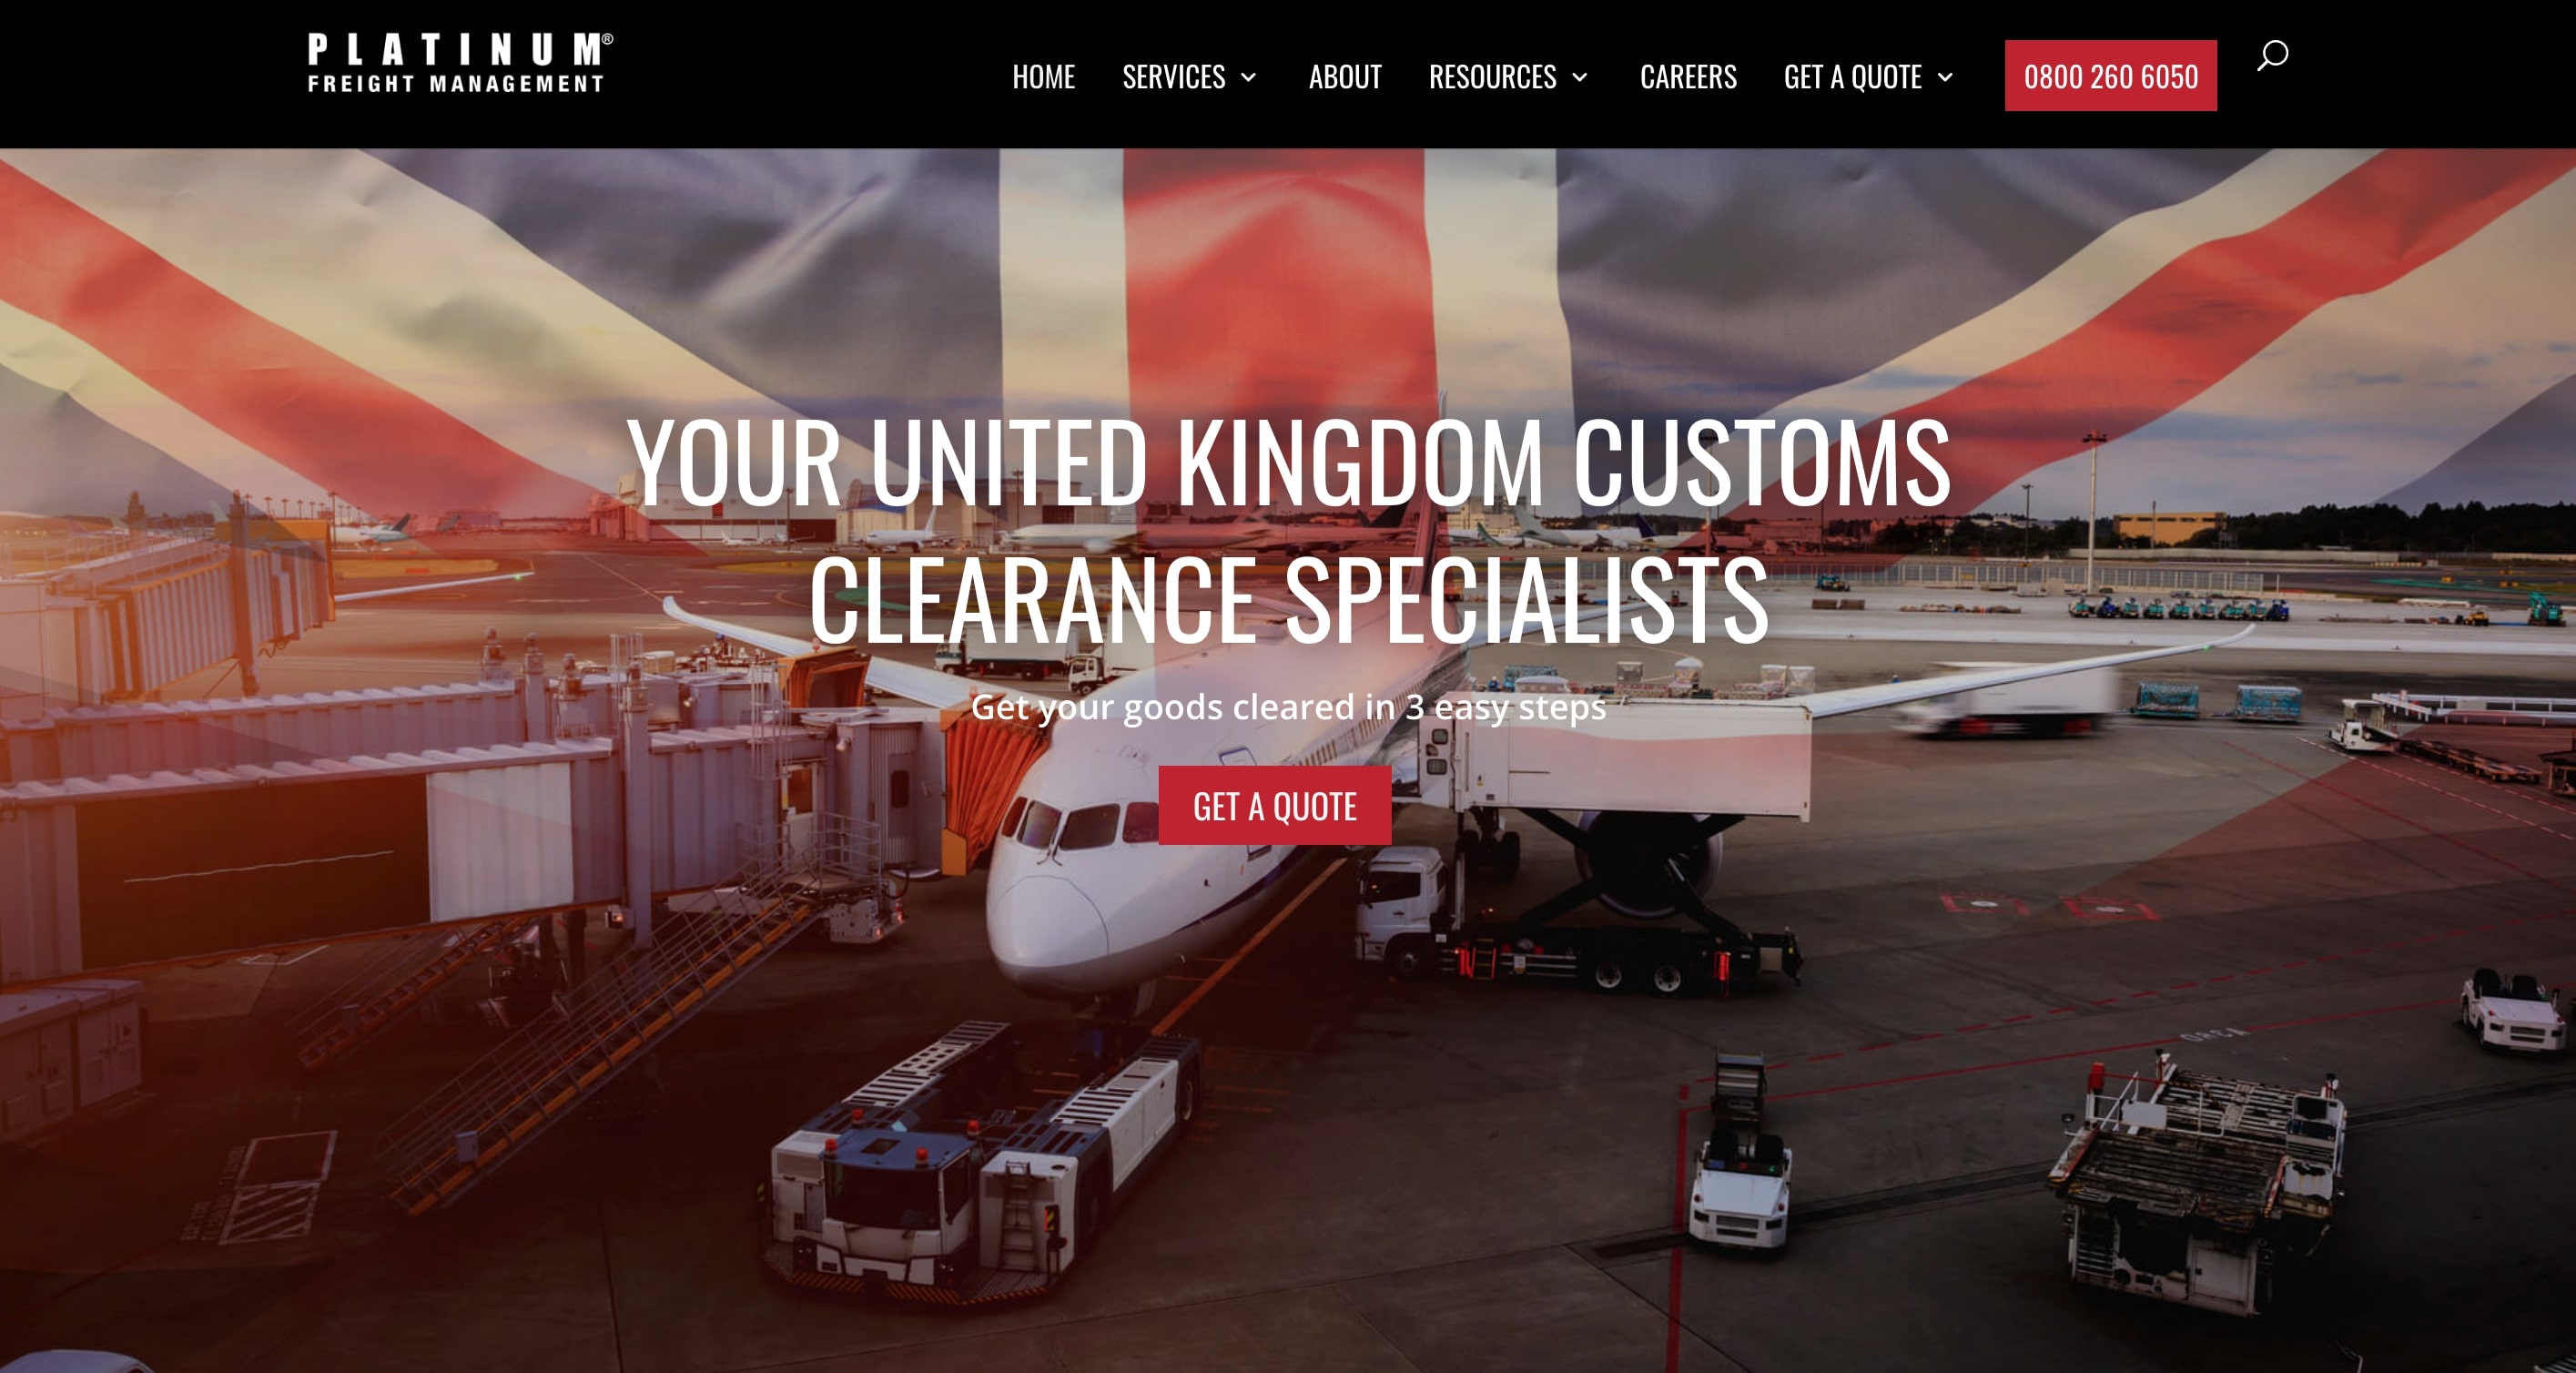 PLATINUM®
FREIGHT MANAGEMENT
HOME SERVICES ABOUT RESOURCES CAREERS GET A QUOTE 0800 260 6050
YOUR UNITED KINGDOM CUSTOMS
CLEARANCE SPECIALISTS
Get your goods cleared in 3 easy steps
GET A QUOTE